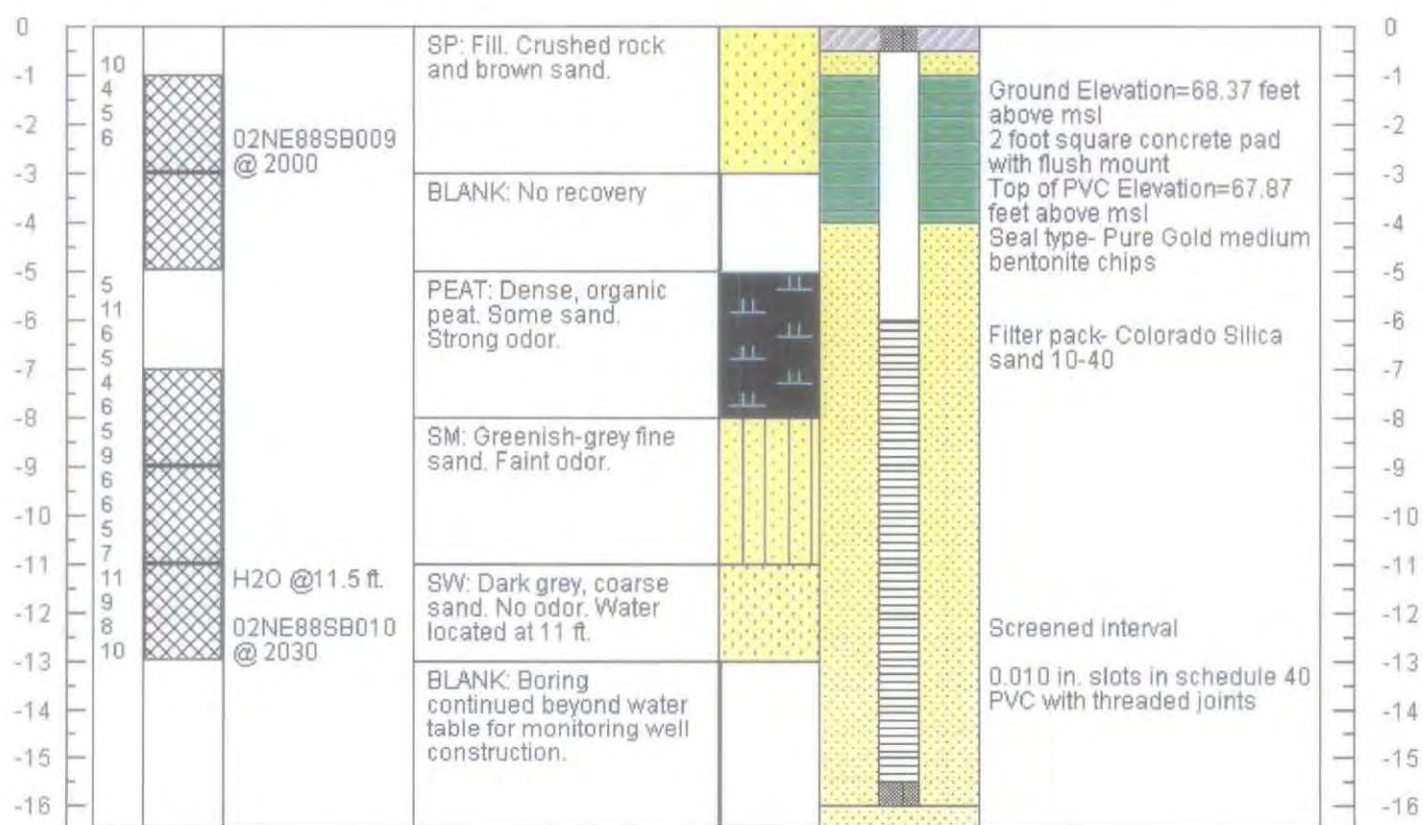 0
-1
-2
-3
-4
-5
-6
-7
-8
-9
-10
-11
-12
-13
-14
-15
-16
10
4
5
6
5
11
6
5
4
6
5
9
6
6
5
7
11
9
8
10
02NE88SB009
@ 2000
H2O @11.5 ft.
02NE88SB010
@ 2030
SP: Fill. Crushed rock
and brown sand.
BLANK: No recovery
PEAT: Dense, organic
peat. Some sand.
Strong odor.
SM: Greenish-grey fine
sand. Faint odor.
SW: Dark grey, coarse
sand. No odor. Water
located at 11 ft.
BLANK: Boring
continued beyond water
table for monitoring well
construction.
Ground Elevation=68.37 feet
above msl
2 foot square concrete pad
with flush mount
Top of PVC Elevation=67.87
feet above msl
Seal type- Pure Gold medium
bentonite chips
Filter pack- Colorado Silica
sand 10-40
Screened interval
0.010 in. slots in schedule 40
PVC with threaded joints
0
-1
-2
-3
-4
-5
-6
-7
-8
-9
-10
-11
-12
-13
-14
-15
-16